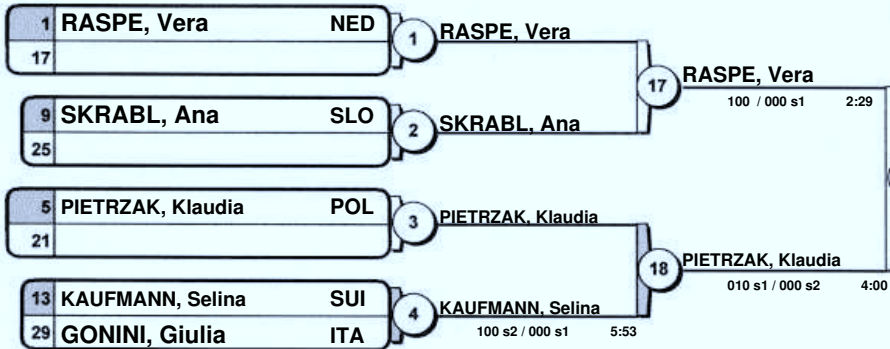 1 RASPE, Vera NED
17
1
RASPE, Vera
9 SKRABL, Ana SLO
25
2
SKRABL, Ana
17
RASPE, Vera
100 / 000 s1 2:29
5 PIETRZAK, Klaudia POL
21
3
PIETRZAK, Klaudia
13 KAUFMANN, Selina SUI
29 GONINI, Giulia ITA
4
KAUFMANN, Selina
100 s2 / 000 s1 5:53
18
PIETRZAK, Klaudia
010 s1 / 000 s2 4:00